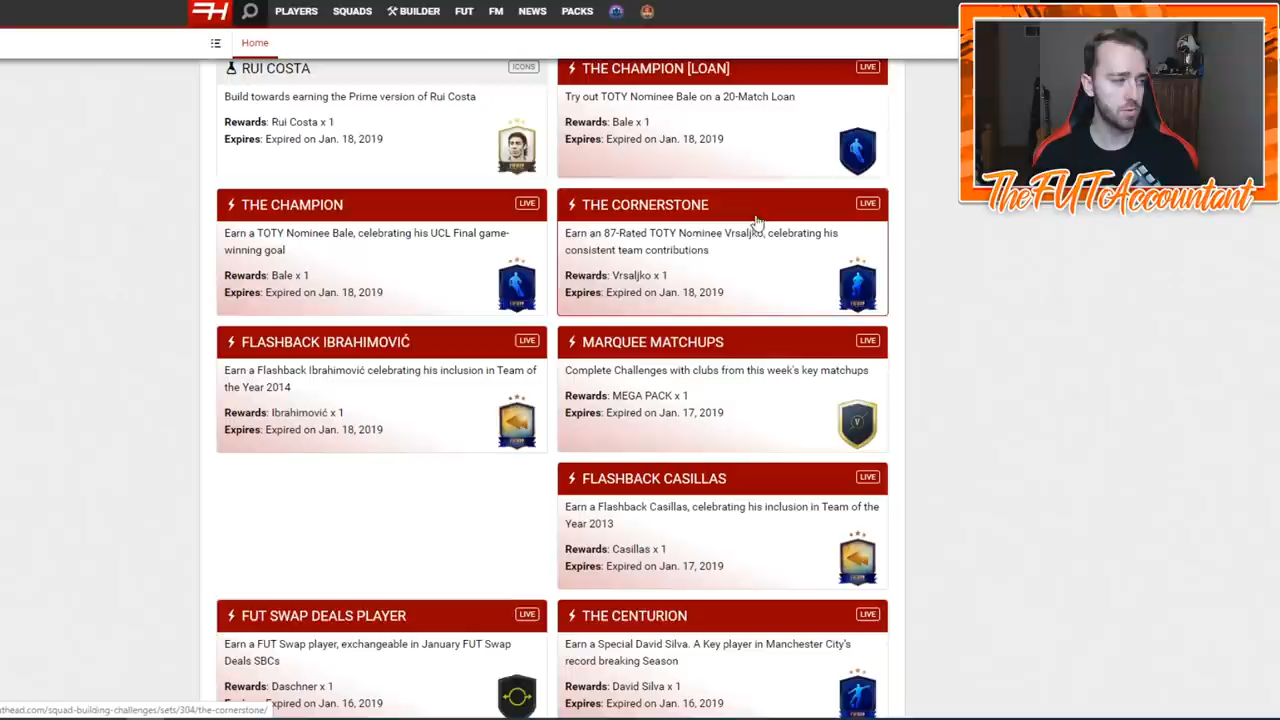 FH
PLAYERS
SQUADS
BUILDER
FUT
FM
NEWS
PACKS
Home
RUI COSTA
ICONS
Build towards earning the Prime version of Rui Costa
Rewards: Rui Costa x 1
Expires: Expired on Jan. 18, 2019
THE CHAMPION [LOAN]
LIVE
Try out TOTY Nominee Bale on a 20-Match Loan
Rewards: Bale x 1
Expires: Expired on Jan. 18, 2019
THE CHAMPION
LIVE
Earn a TOTY Nominee Bale, celebrating his UCL Final game-
winning goal
Rewards: Bale x 1
Expires: Expired on Jan. 18, 2019
THE CORNERSTONE
LIVE
Earn an 87-Rated TOTY Nominee Vrsaljko, celebrating his
consistent team contributions
Rewards: Vrsaljko x 1
Expires: Expired on Jan. 18, 2019
FLASHBACK IBRAHIMOVIĆ
LIVE
Earn a Flashback Ibrahimović celebrating his inclusion in Team of
the Year 2014
Rewards: Ibrahimović x 1
Expires: Expired on Jan. 18, 2019
MARQUEE MATCHUPS
LIVE
Complete Challenges with clubs from this week's key matchups
Rewards: MEGA PACK x 1
Expires: Expired on Jan. 17, 2019
FLASHBACK CASILLAS
LIVE
Earn a Flashback Casillas, celebrating his inclusion in Team of the
Year 2013
Rewards: Casillas x 1
Expires: Expired on Jan. 17, 2019
FUT SWAP DEALS PLAYER
LIVE
Earn a FUT Swap player, exchangeable in January FUT Swap
Deals SBCs
Rewards: Daschner x 1
Expired on Jan. 16, 2019
THE CENTURION
LIVE
Earn a Special David Silva. A Key player in Manchester City's
record breaking Season
Rewards: David Silva x 1
Expires: Expired on Jan. 16, 2019
thead.com/squad-building-challenges/sets/304/the-cornerstone/
TheFUTAccountant